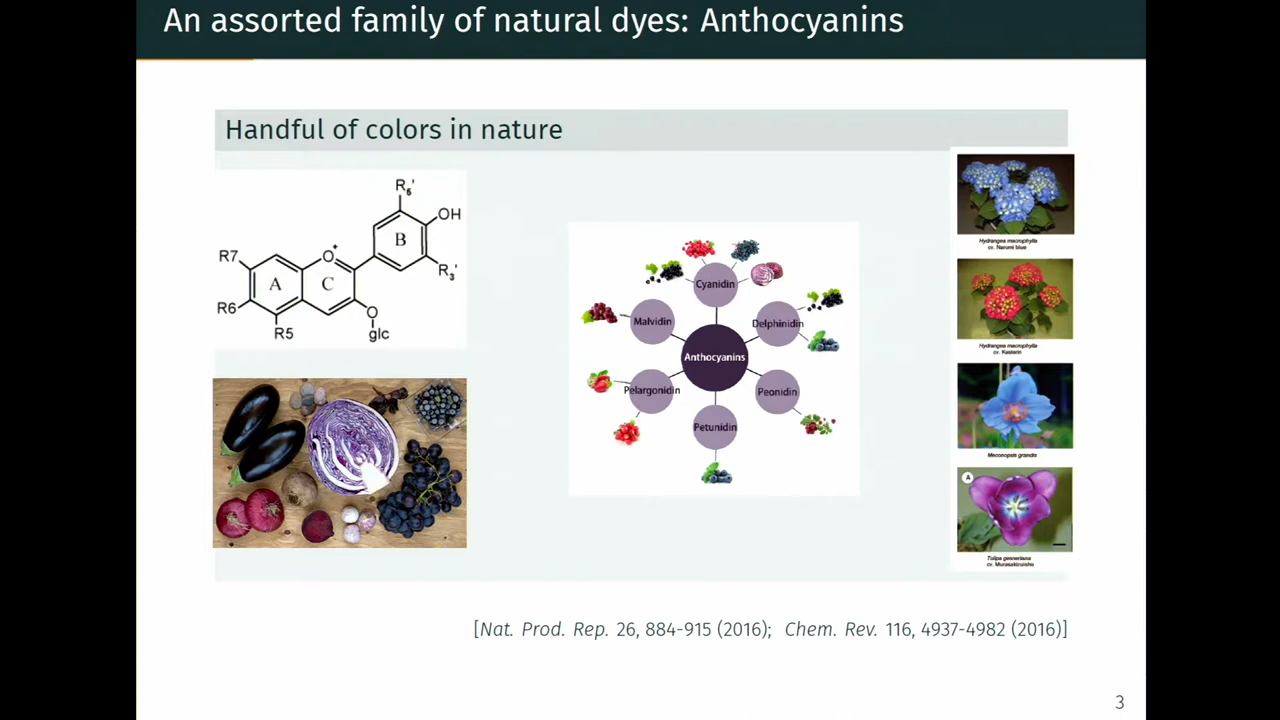 An assorted family of natural dyes: Anthocyanins
Handful of colors in nature
R5'
OH
B
R3'
R7
O+
A
C
R6
R5
O
glc
Cyanidin
Malvidin
Delphinidin
Anthocyanins
Pelargonidin
Peonidin
Petunidin
Hydrangea macrophylla
cv. Narumi blue
Hydrangea macrophylla
cv. Kasterin
Meconopsis grandis
A
Tulipa gesneriana
cv. Murasakizuisho
[Nat. Prod. Rep. 26, 884-915 (2016); Chem. Rev. 116, 4937-4982 (2016)]
3